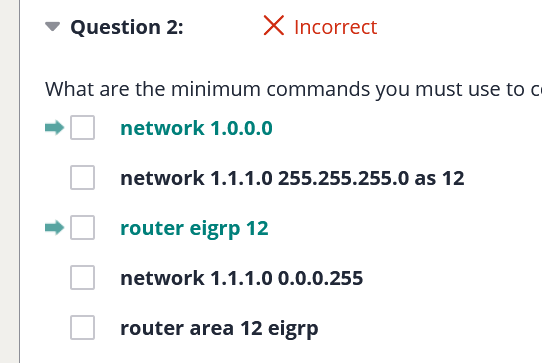 Question 2:
Incorrect
What are the minimum commands you must use to
network 1.0.0.0
network 1.1.1.0 255.255.255.0 as 12
router eigrp 12
network 1.1.1.0 0.0.0.255
router area 12 eigrp